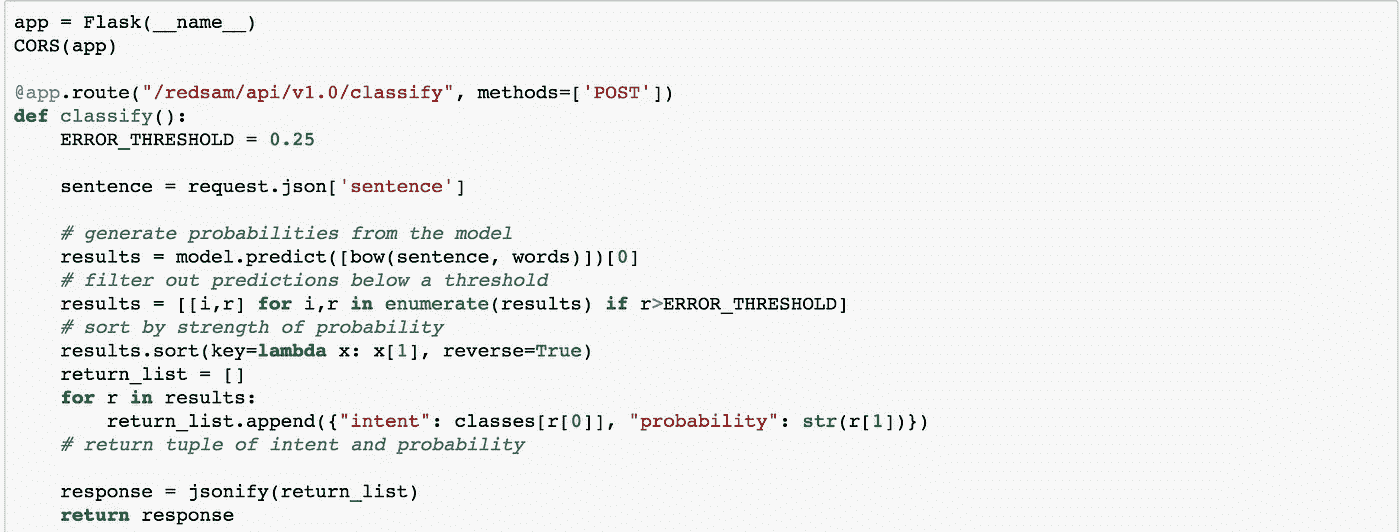 app = Flask(__name__)
CORS(app)
@app.route("/redsam/api/v1.0/classify", methods=['POST'])
def classify():
    ERROR_THRESHOLD = 0.25
    sentence = request.json['sentence']
    # generate probabilities from the model
    results = model.predict([bow(sentence, words)])[0]
    # filter out predictions below a threshold
    results = [[i,r] for i,r in enumerate(results) if r>ERROR_THRESHOLD]
    # sort by strength of probability
    results.sort(key=lambda x: x[1], reverse=True)
    return_list = []
    for r in results:
        return_list.append({"intent": classes[r[0]], "probability": str(r[1])})
    # return tuple of intent and probability
    response = jsonify(return_list)
    return response